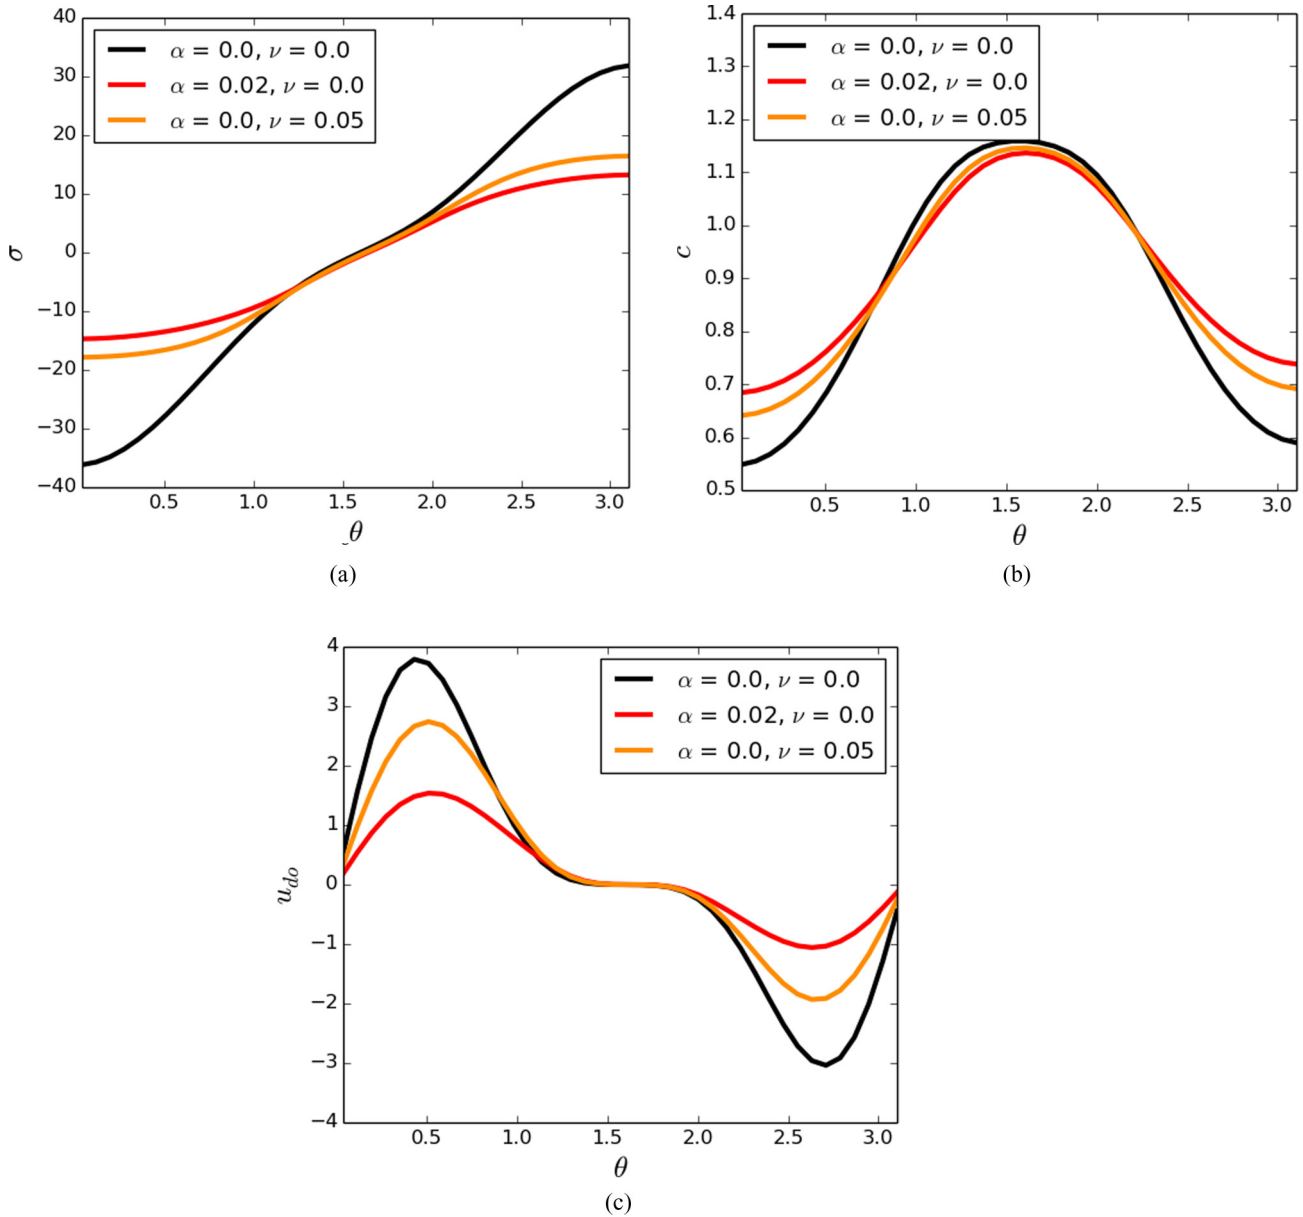 40
30
20
10
0
−10
−20
−30
−40
σ
α = 0.0, ν = 0.0
α = 0.02, ν = 0.0
α = 0.0, ν = 0.05
0.5 1.0 1.5 2.0 2.5 3.0
θ
(a)
1.4
1.3
1.2
1.1
1.0
0.9
0.8
0.7
0.6
0.5
c
α = 0.0, ν = 0.0
α = 0.02, ν = 0.0
α = 0.0, ν = 0.05
0.5 1.0 1.5 2.0 2.5 3.0
θ
(b)
4
3
2
1
0
−1
−2
−3
−4
u_{do}
α = 0.0, ν = 0.0
α = 0.02, ν = 0.0
α = 0.0, ν = 0.05
0.5 1.0 1.5 2.0 2.5 3.0
θ
(c)